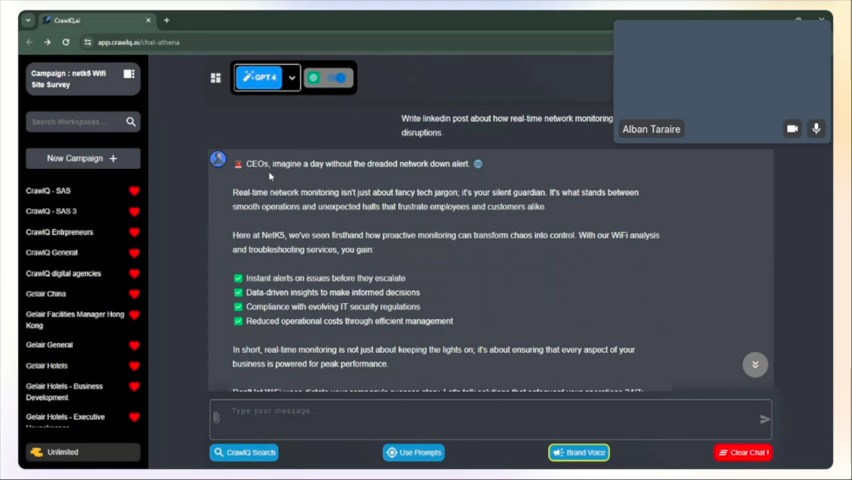 CrawlQ.ai
app.crawlq.ai/chat-athena
Campaign : netk5 Wifi
Site Survey
GPT 4
Alban Taraire
Write linkedin post about how real-time network monitoring
disruptions.
Search Workspaces...
New Campaign +
CEOs, imagine a day without the dreaded network down alert.
Real-time network monitoring isn't just about fancy tech jargon; it's your silent guardian. It's what stands between
smooth operations and unexpected halts that frustrate employees and customers alike.
Here at NetK5, we've seen firsthand how proactive monitoring can transform chaos into control. With our WiFi analysis
and troubleshooting services, you gain:
Instant alerts on issues before they escalate
Data-driven insights to make informed decisions
Compliance with evolving IT security regulations
Reduced operational costs through efficient management
In short, real-time monitoring is not just about keeping the lights on; it's about ensuring that every aspect of your
business is powered for peak performance.
CrawlQ - SAS
CrawlQ - SAS 3
CrawlQ Entrpreneurs
CrawlQ General
CrawlQ digital agencies
Gelair China
Gelair Facilities Manager Hong
Kong
Gelair General
Gelair Hotels
Gelair Hotels - Business
Development
Gelair Hotels - Executive
Unlimited
Type your message...
CrawlQ Search
Use Prompts
Brand Voice
Clear Chat !